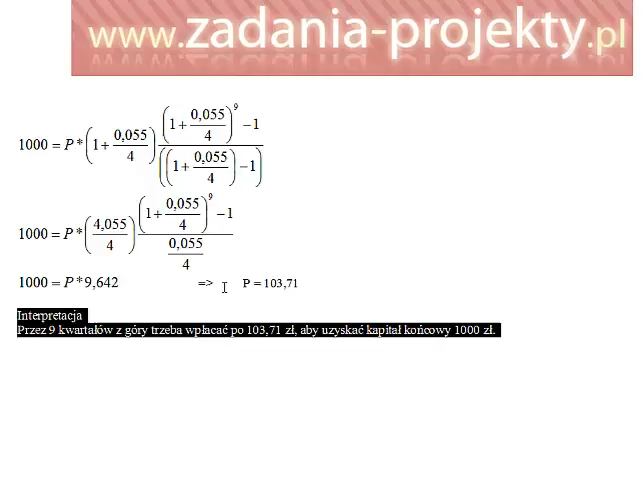 www.zadania-projekty.pl
1000 = P * (1 + 0,055/4) ((1 + 0,055/4)^9 − 1)/(((1 + 0,055/4) − 1))
1000 = P * (4,055/4) ((1 + 0,055/4)^9 − 1)/(0,055/4)
1000 = P * 9,642 => P = 103,71
Interpretacja
Przez 9 kwartałów z góry trzeba wpłacać po 103,71 zł, aby uzyskać kapitał końcowy 1000 zł.